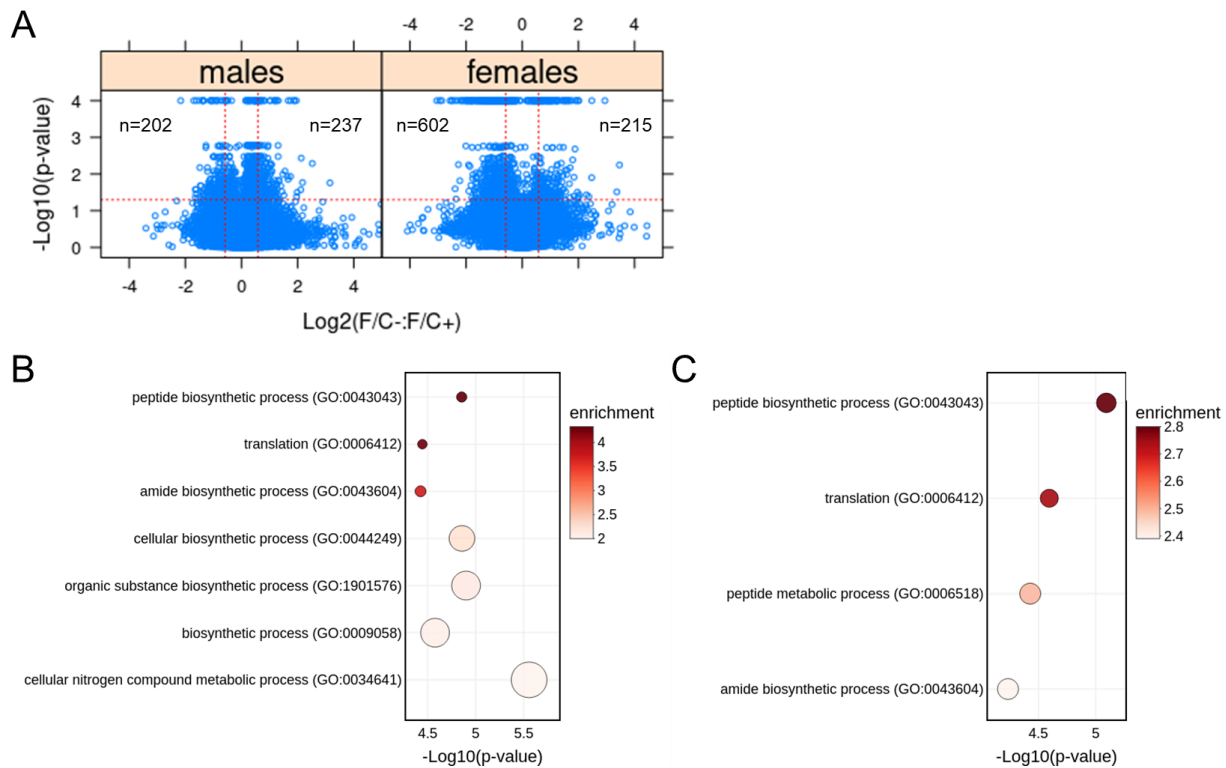 A
-4 -2 0 2 4
males females
4
3
2
1
0
n=202 n=237 n=602 n=215
-Log10(p-value)
-4 -2 0 2 4
Log2(F/C-:F/C+)
B
peptide biosynthetic process (GO:0043043)
translation (GO:0006412)
amide biosynthetic process (GO:0043604)
cellular biosynthetic process (GO:0044249)
organic substance biosynthetic process (GO:1901576)
biosynthetic process (GO:0009058)
cellular nitrogen compound metabolic process (GO:0034641)
4.5 5 5.5
-Log10(p-value)
enrichment
4
3.5
3
2.5
2
C
peptide biosynthetic process (GO:0043043)
translation (GO:0006412)
peptide metabolic process (GO:0006518)
amide biosynthetic process (GO:0043604)
4.5 5
-Log10(p-value)
enrichment
2.8
2.7
2.6
2.5
2.4